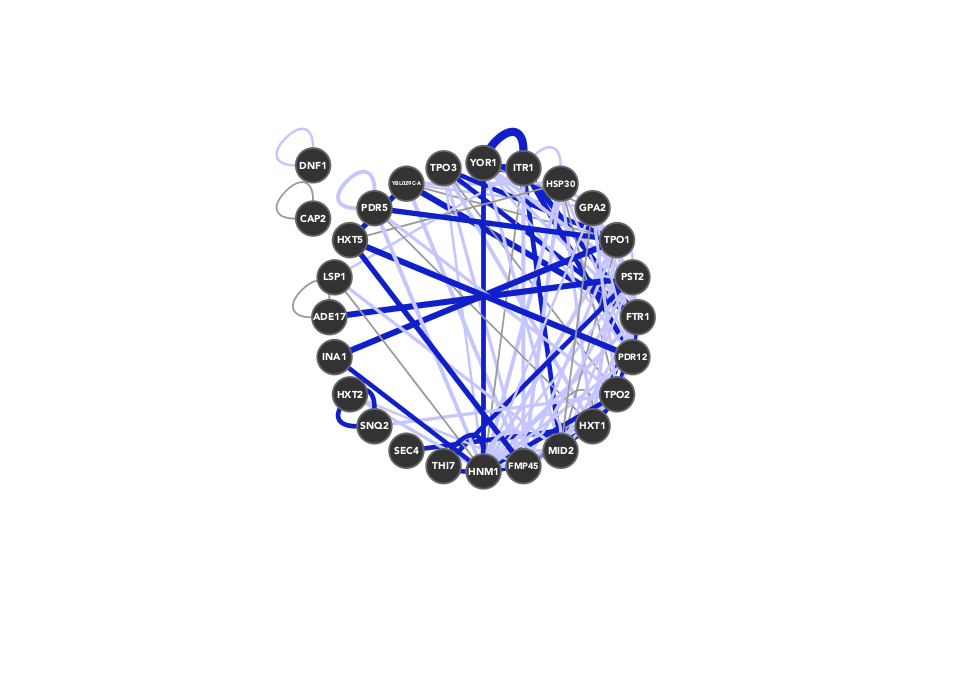 YOR1
TPO3
ITR1
DNF1
YBL029C-A
HSP30
PDR5
GPA2
CAP2
HXT5
TPO1
LSP1
PST2
ADE17
FTR1
INA1
PDR12
HXT2
TPO2
SNQ2
HXT1
SEC4
MID2
THI7
HNM1
FMP45